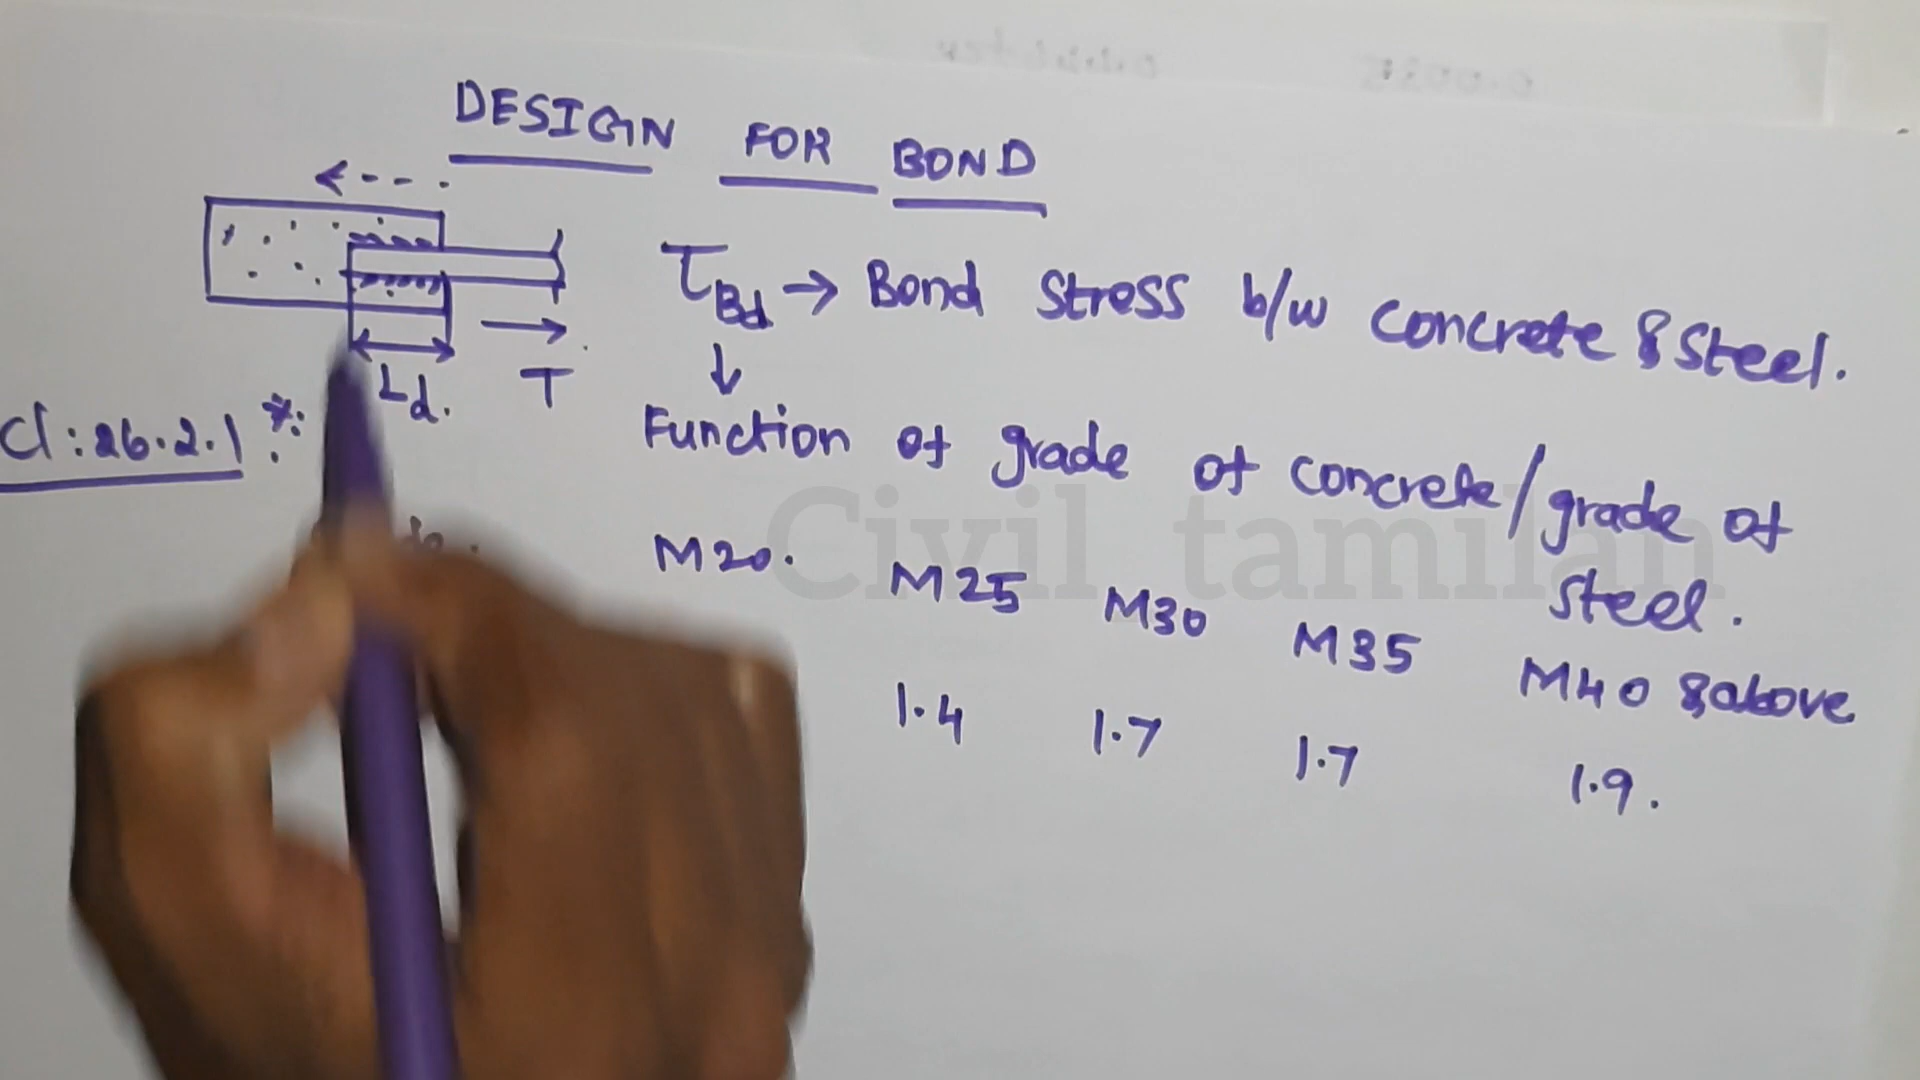 DESIGN FOR BOND
τBd → Bond Stress b/w concrete & Steel.
T
Ld.
Cl:26.2.1
Function of grade of concrete/grade of
Steel.
M20. M25 M30 M35 M40 & above
1.4 1.7 1.7 1.9.
Civil tamilan